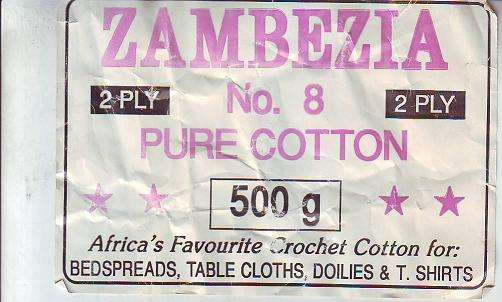 ZAMBEZIA
2 PLY No. 8 2 PLY
PURE COTTON
500 g
Africa's Favourite Crochet Cotton for:
BEDSPREADS, TABLE CLOTHS, DOILIES & T. SHIRTS